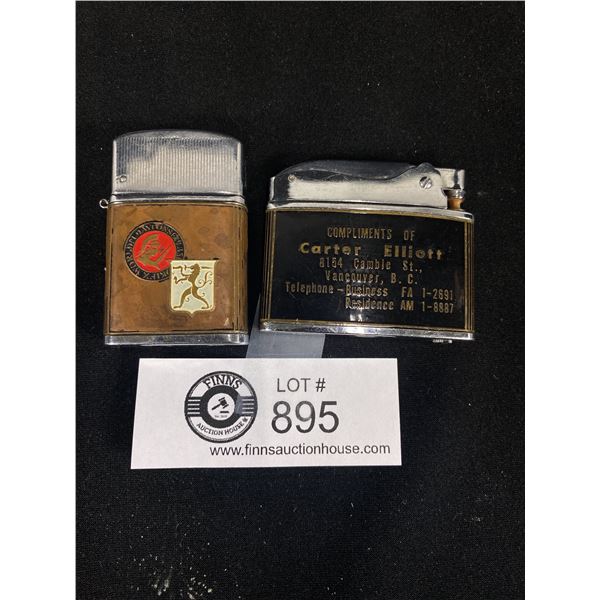 COMPLIMENTS OF
Carter Elliott
8184 Gamble St.,
Vancouver, B. C.
Telephone - Business FA 1-2691
Residence AM 1-8887
FINNS
AUCTION HOUSE
LOT #
895
www.finnsauctionhouse.com